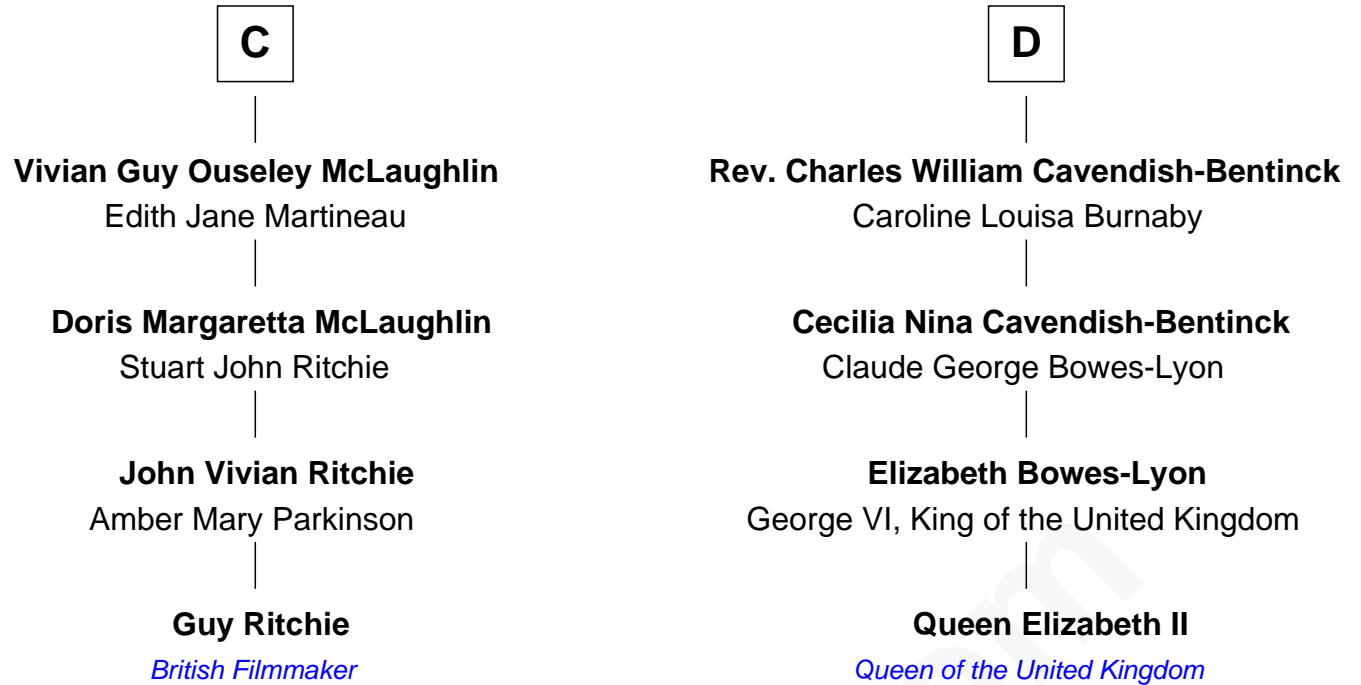 C
Vivian Guy Ouseley McLaughlin
Edith Jane Martineau
Doris Margaretta McLaughlin
Stuart John Ritchie
John Vivian Ritchie
Amber Mary Parkinson
Guy Ritchie
British Filmmaker
D
Rev. Charles William Cavendish-Bentinck
Caroline Louisa Burnaby
Cecilia Nina Cavendish-Bentinck
Claude George Bowes-Lyon
Elizabeth Bowes-Lyon
George VI, King of the United Kingdom
Queen Elizabeth II
Queen of the United Kingdom